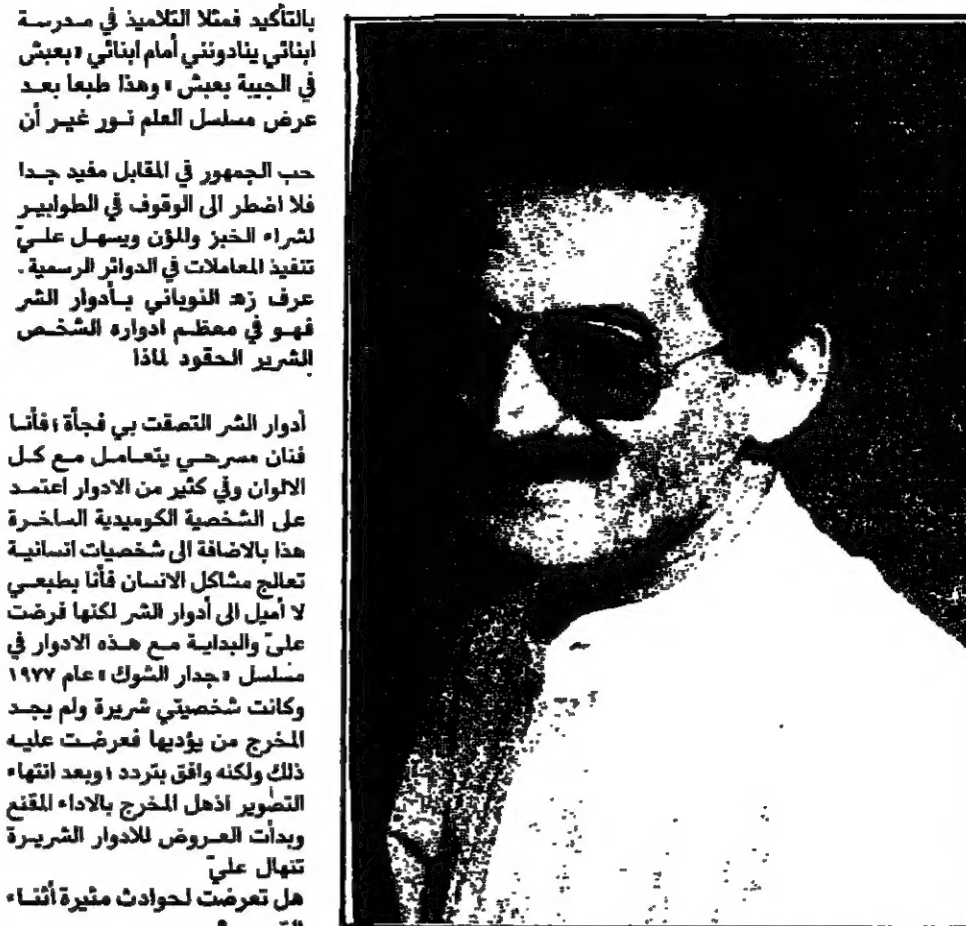 بالتأكيد فمثلا التلاميذ في مدرسة
ابنائي ينادونني أمام ابنائي «بعبش
في الجيبة بعبش» وهذا طبعا بعد
عرض مسلسل العلم نور غير أن
حب الجمهور في المقابل مفيد جدا
فلا اضطر الى الوقوف في الطوابير
لشراء الخبز والمؤن ويسهل عليّ
تنفيذ المعاملات في الدوائر الرسمية.
عرف زهد النوياني بأدوار الشر
فهو في معظم ادواره الشخص
الشرير الحقود لماذا
أدوار الشر التصقت بي فجأة، فأنا
فنان مسرحي يتعامل مع كل
الالوان وفي كثير من الادوار اعتمد
على الشخصية الكوميدية الساخرة
هذا بالاضافة الى شخصيات انسانية
تعالج مشاكل الانسان فأنا بطبعي
لا أميل الى أدوار الشر لكنها فرضت
عليّ والبداية مع هذه الادوار في
مسلسل «جدار الشوك» عام ١٩٧٧
وكانت شخصيتي شريرة ولم يجد
المخرج من يؤديها فعرضت عليه
ذلك ولكنه وافق بتردد، وبعد انتهاء
التصوير اذهل المخرج بالاداء المقنع
وبدأت العروض للادوار الشريرة
تنهال عليّ
هل تعرضت لحوادث مثيرة أثناء